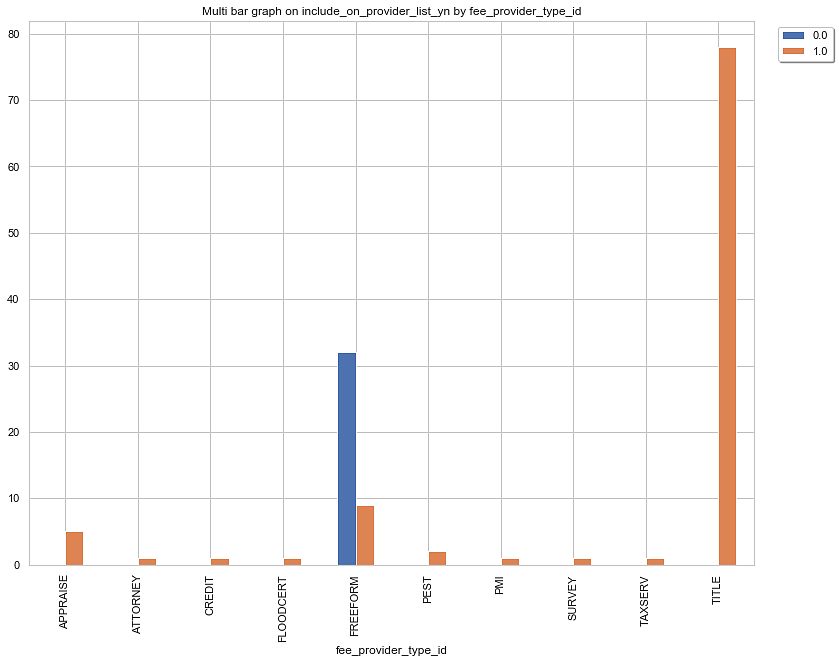 Multi bar graph on include_on_provider_list_yn by fee_provider_type_id
0.0
1.0
80
70
60
50
40
30
20
10
0
APPRAISE
ATTORNEY
CREDIT
FLOODCERT
FREEFORM
PEST
PMI
SURVEY
TAXSERV
TITLE
fee_provider_type_id